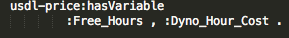 usdl-price:hasVariable
:Free_Hours , :Dyno_Hour_Cost .